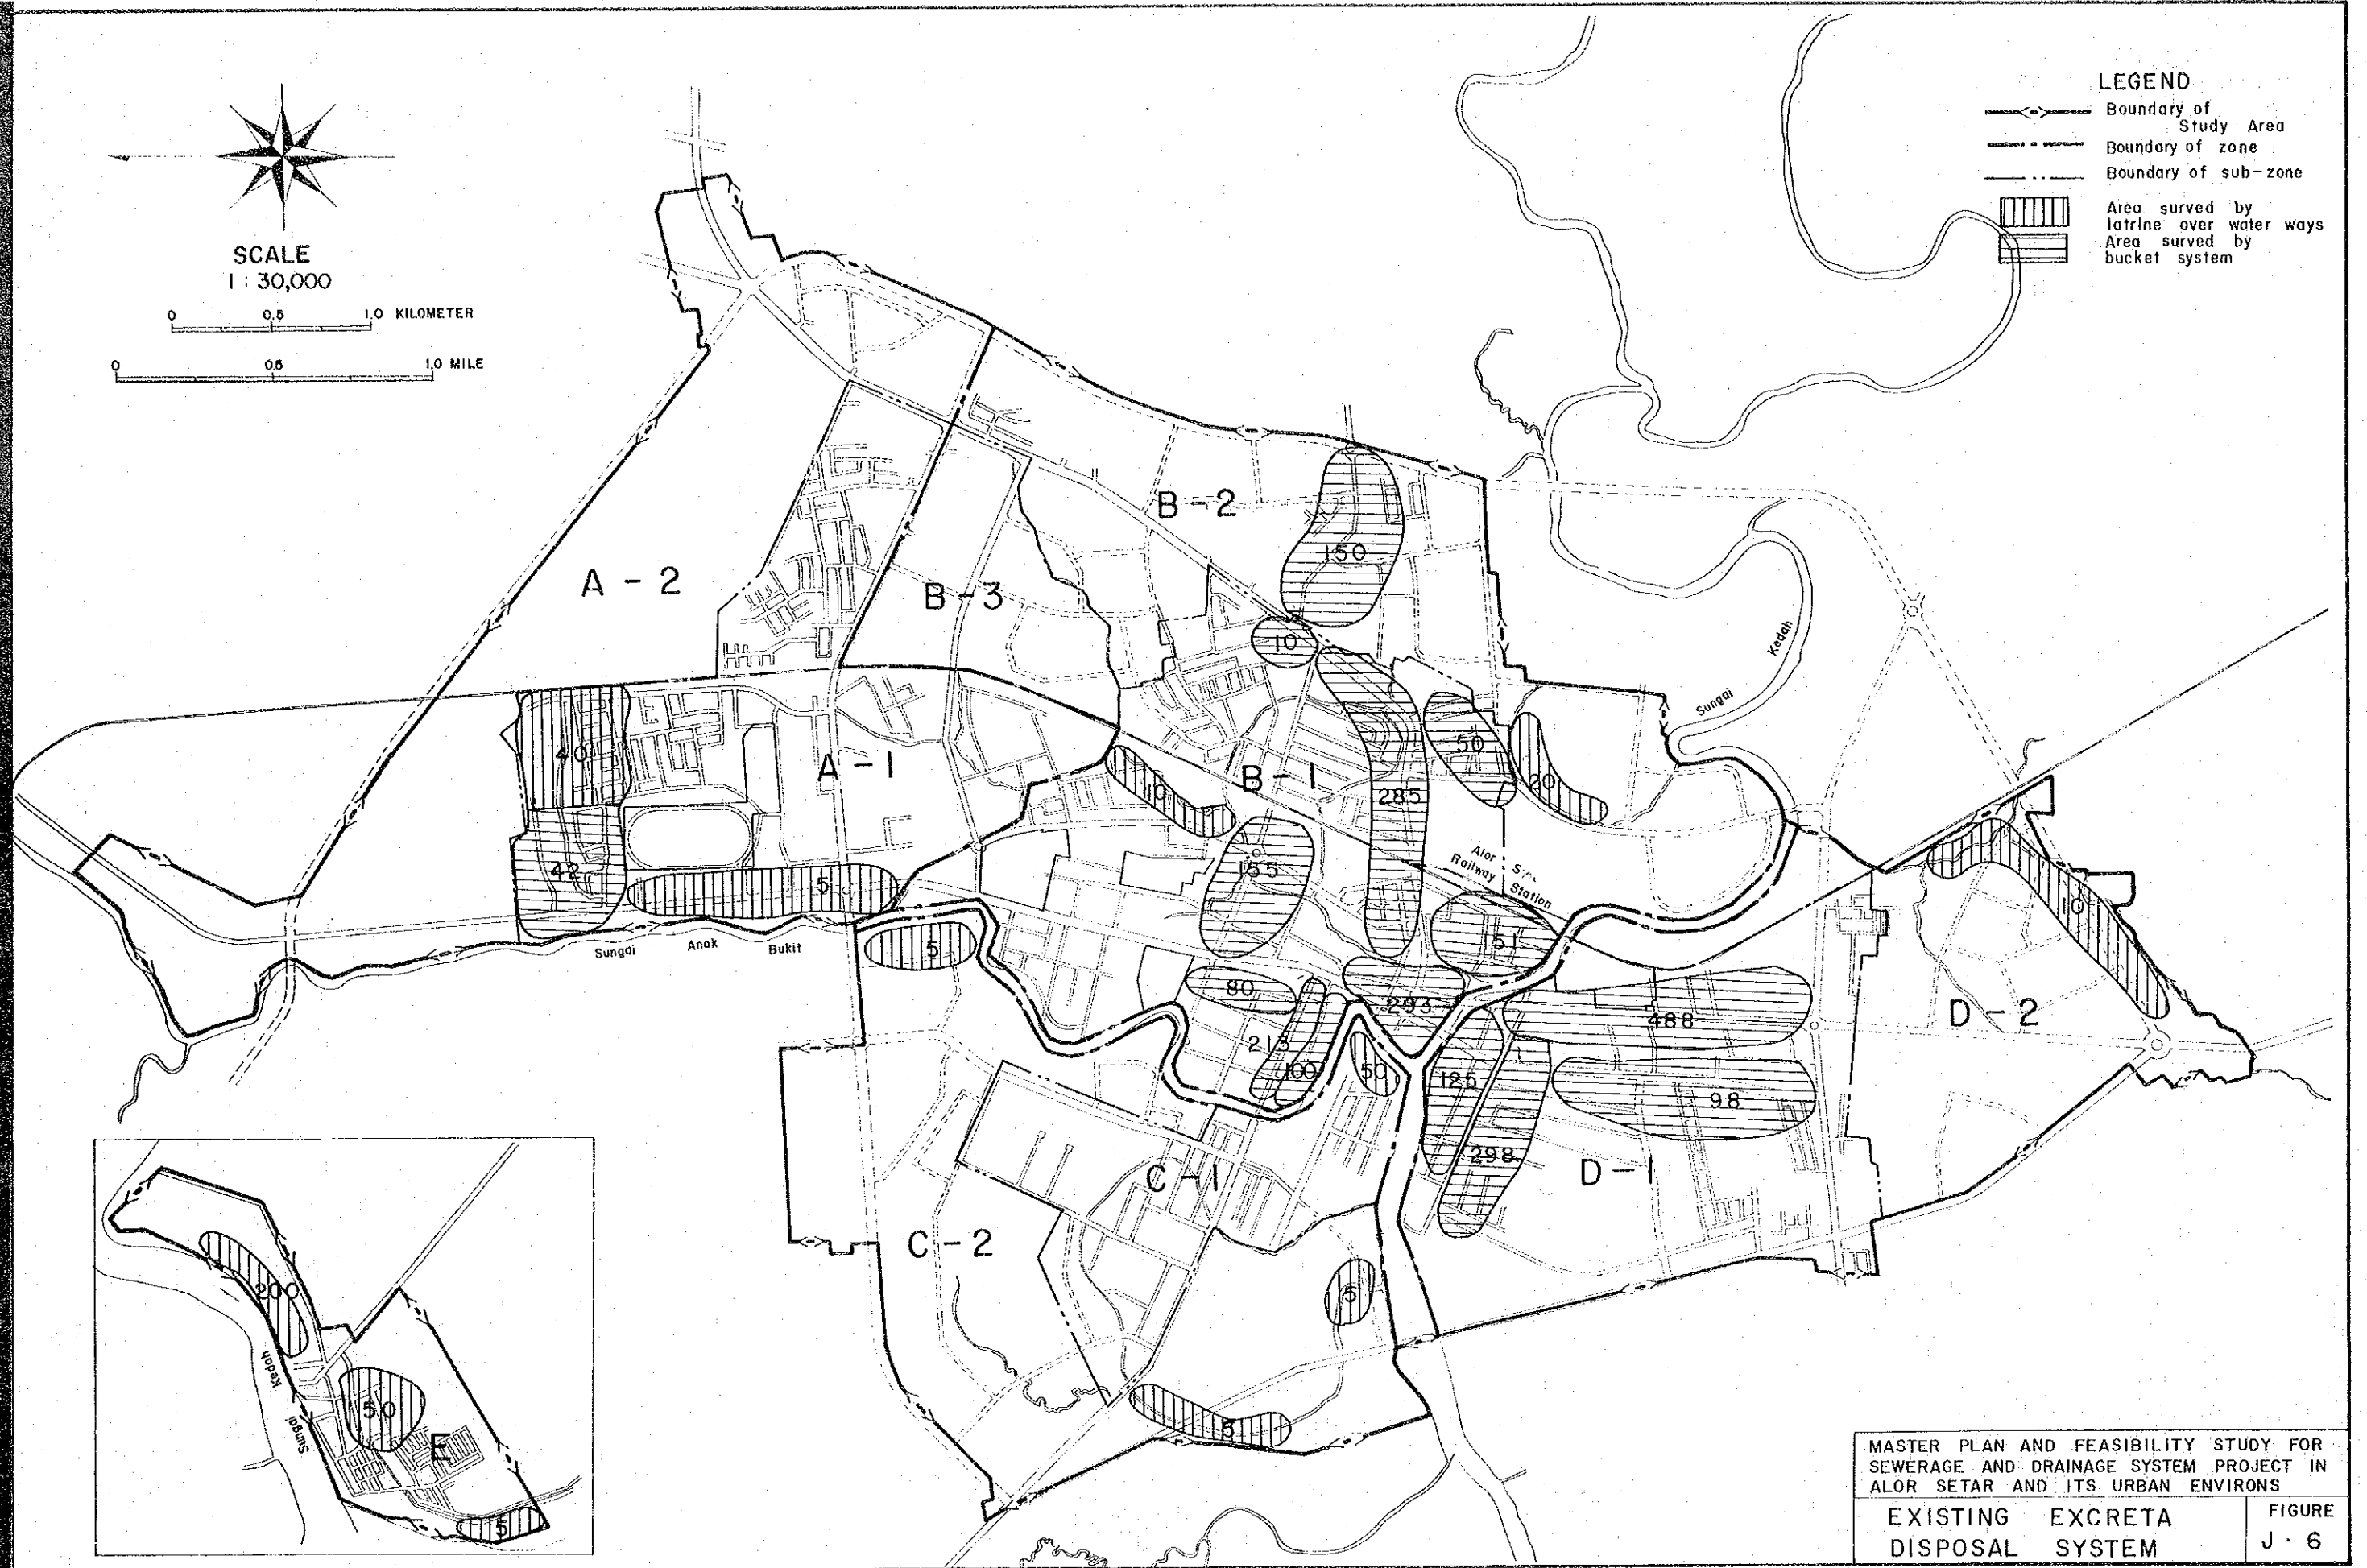 LEGEND
Boundary of
Study Area
Boundary of zone
Boundary of sub-zone
Area surved by
latrine over water ways
Area surved by
bucket system
SCALE
1 : 30,000
0 0.5 1.0 KILOMETER
0 0.5 1.0 MILE
B-2
150
A-2
B-3
10
Kedah
Sungai
40
A-1
10
B-1
285
50
20
42
5
155
Alor
Railway Station
10
Sungai Anak Bukit
5
51
80
293
488
D-2
213
100
50
125
98
298
C-1
D-1
C-2
5
5
200
Kedah
Sungai
50
E
5
MASTER PLAN AND FEASIBILITY STUDY FOR
SEWERAGE AND DRAINAGE SYSTEM PROJECT IN
ALOR SETAR AND ITS URBAN ENVIRONS
EXISTING EXCRETA
DISPOSAL SYSTEM
FIGURE
J · 6